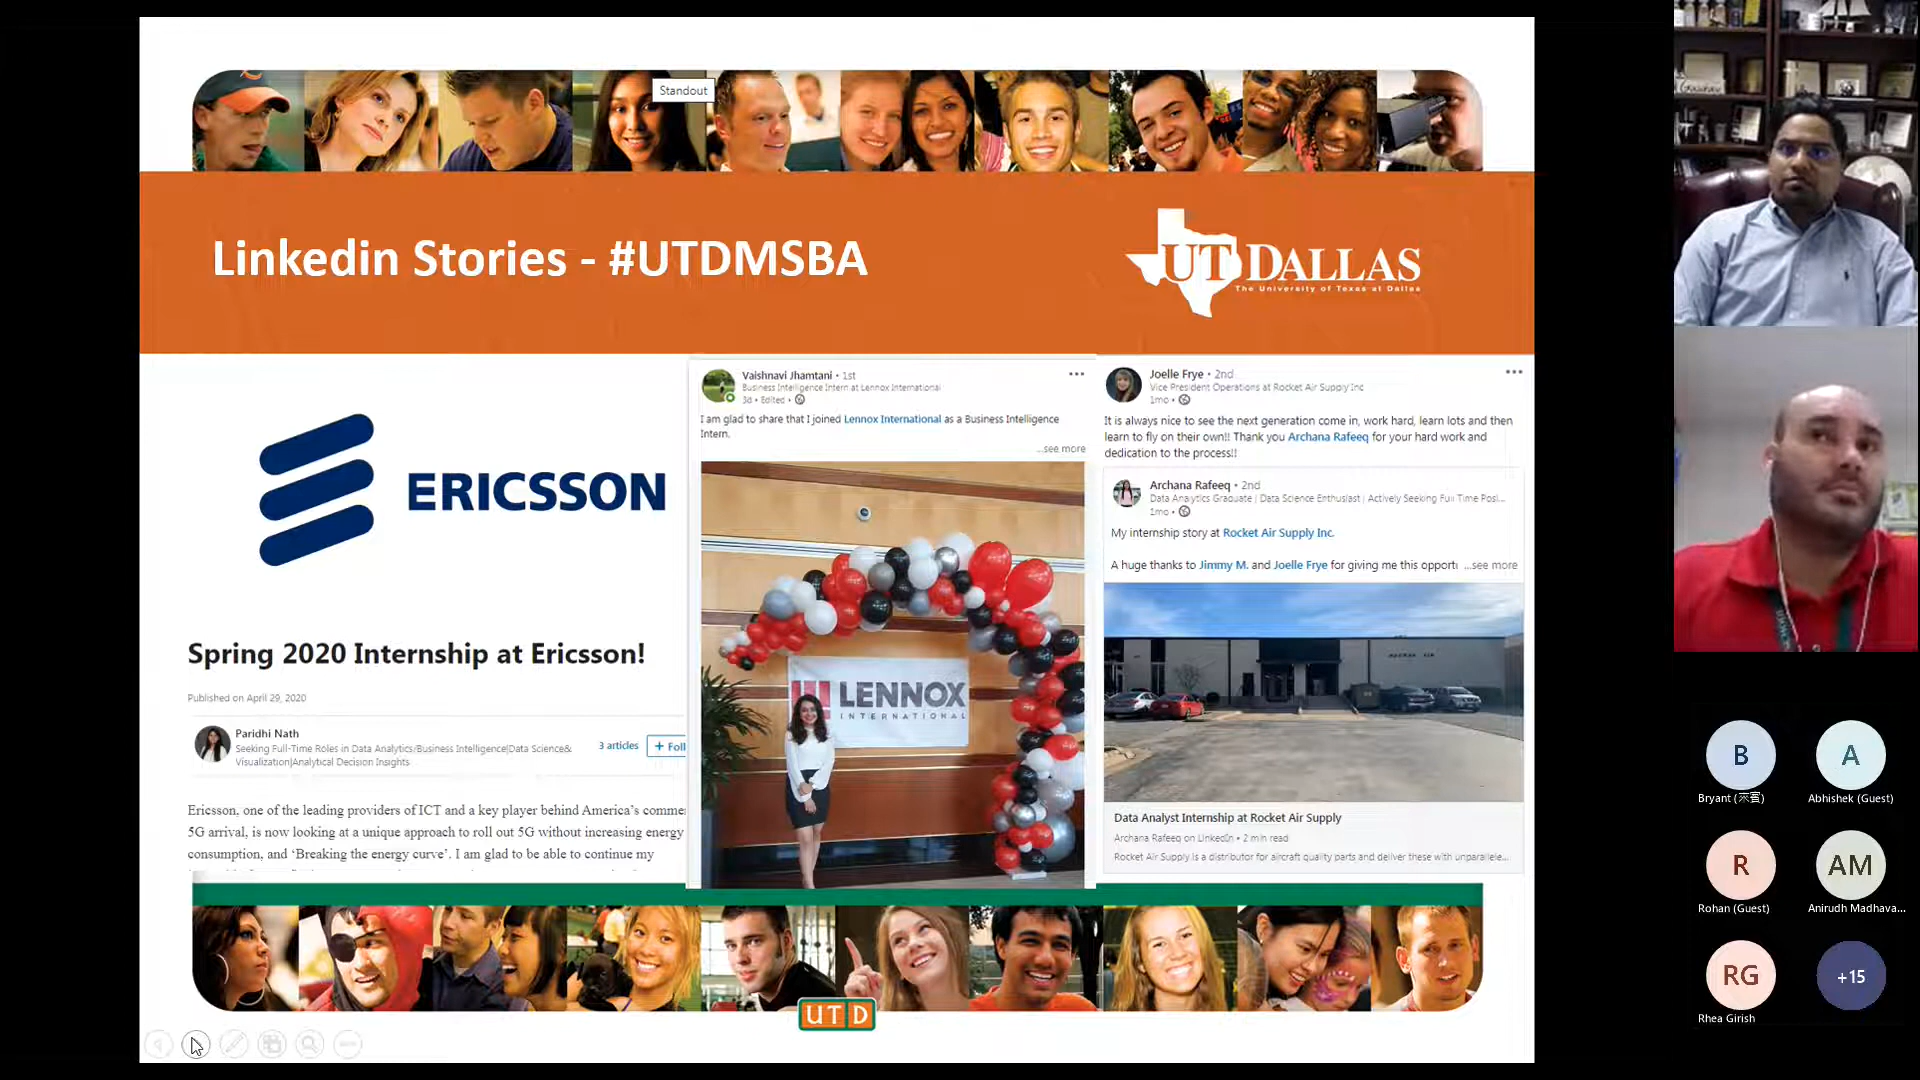 Standout
Linkedin Stories - #UTDMSBA
UT DALLAS
The University of Texas at Dallas
ERICSSON
Spring 2020 Internship at Ericsson!
Published on April 29, 2020
Paridhi Nath
Seeking Full-Time Roles in Data Analytics/Business Intelligence|Data Science&
Visualization|Analytical Decision Insights
3 articles
+ Foll
Ericsson, one of the leading providers of ICT and a key player behind America's comme
5G arrival, is now looking at a unique approach to roll out 5G without increasing energy
consumption, and 'Breaking the energy curve'. I am glad to be able to continue my
Vaishnavi Jhamtani • 1st
Business Intelligence Intern at Lennox International
3d • Edited •
I am glad to share that I joined Lennox International as a Business Intelligence
Intern.
...see more
LENNOX
INTERNATIONAL
Joelle Frye • 2nd
Vice President Operations at Rocket Air Supply Inc
1mo •
It is always nice to see the next generation come in, work hard, learn lots and then
learn to fly on their own!! Thank you Archana Rafeeq for your hard work and
dedication to the process!!
Archana Rafeeq • 2nd
Data Analytics Graduate | Data Science Enthusiast | Actively Seeking Full Time Posi...
1mo •
My internship story at Rocket Air Supply Inc.
A huge thanks to Jimmy M. and Joelle Frye for giving me this opport ...see more
Data Analyst Internship at Rocket Air Supply
Archana Rafeeq on LinkedIn • 2 min read
Rocket Air Supply is a distributor for aircraft quality parts and deliver these with unparallele...
UTD
B
Bryant
A
Abhishek (Guest)
R
Rohan (Guest)
AM
Anirudh Madhava...
RG
Rhea Girish
+15